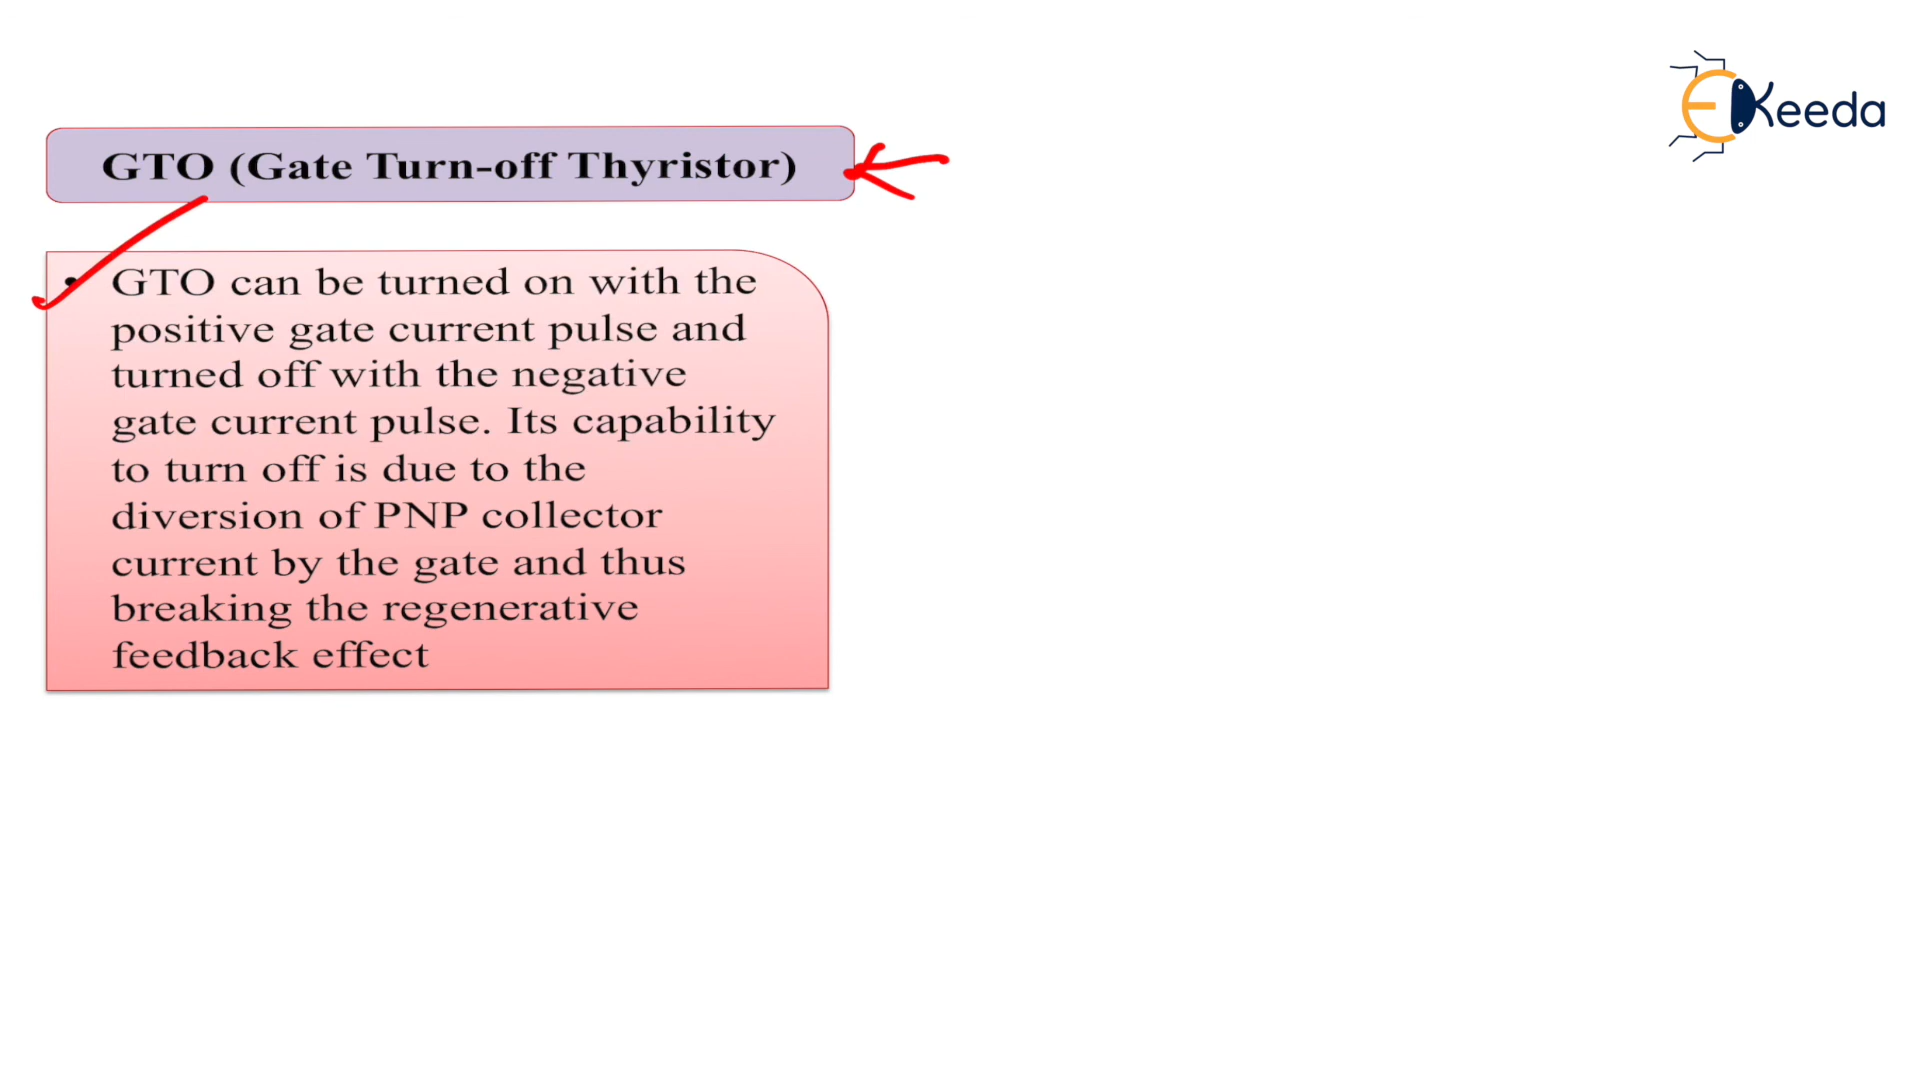 EKeeda
GTO (Gate Turn-off Thyristor)
• GTO can be turned on with the
positive gate current pulse and
turned off with the negative
gate current pulse. Its capability
to turn off is due to the
diversion of PNP collector
current by the gate and thus
breaking the regenerative
feedback effect